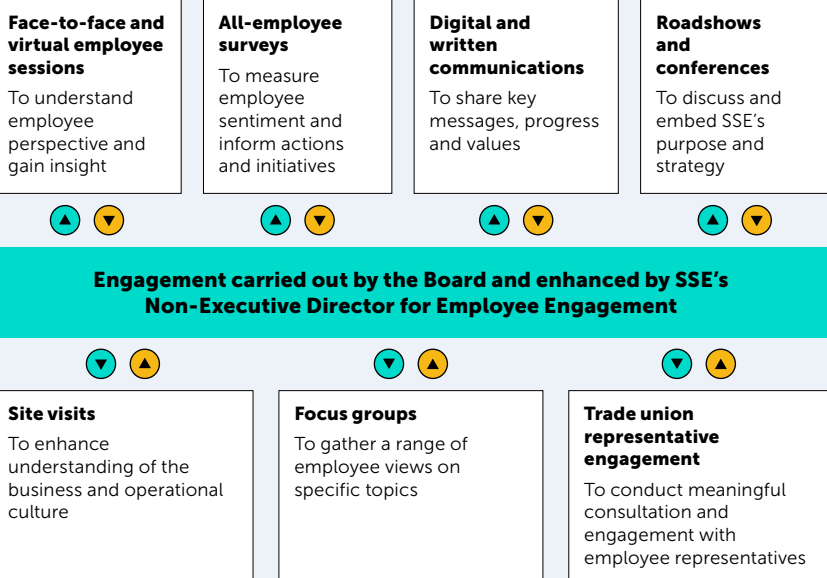 Face-to-face and
virtual employee
sessions
To understand
employee
perspective and
gain insight
All-employee
surveys
To measure
employee
sentiment and
inform actions
and initiatives
Digital and
written
communications
To share key
messages, progress
and values
Roadshows
and
conferences
To discuss and
embed SSE’s
purpose and
strategy
Engagement carried out by the Board and enhanced by SSE’s
Non-Executive Director for Employee Engagement
Site visits
To enhance
understanding of the
business and operational
culture
Focus groups
To gather a range of
employee views on
specific topics
Trade union
representative
engagement
To conduct meaningful
consultation and
engagement with
employee representatives